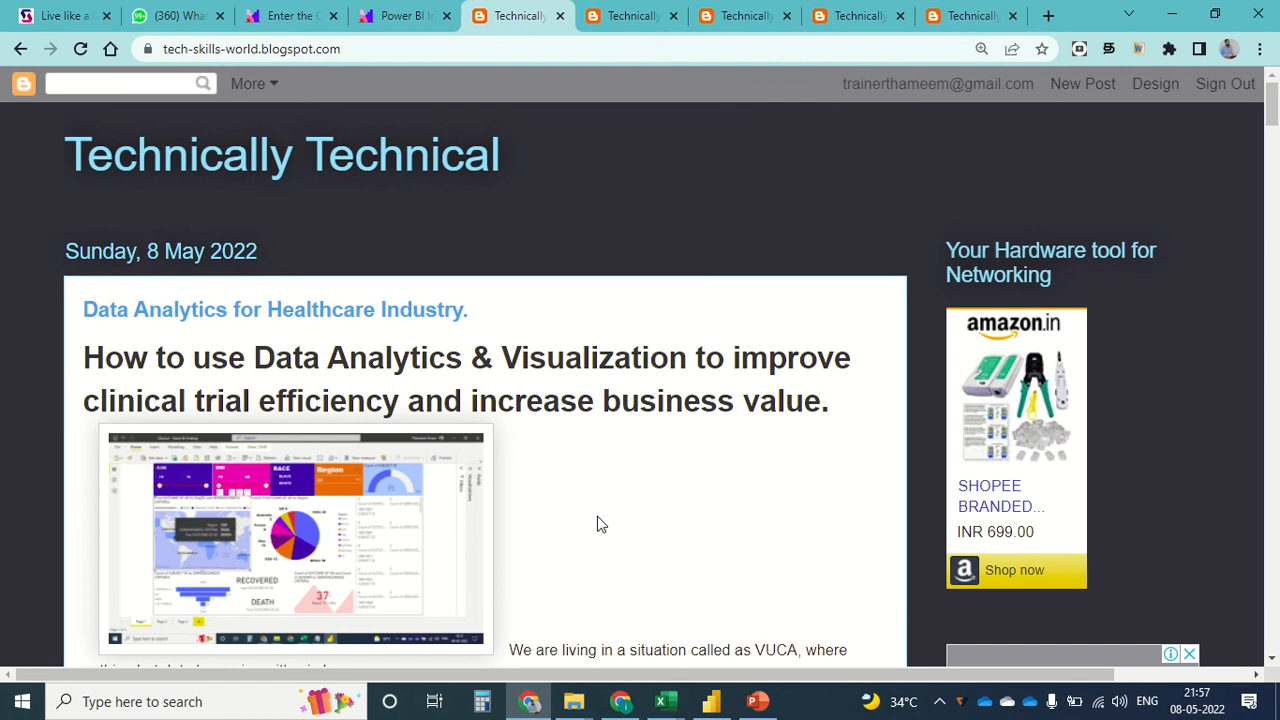 Live like a
(360) Wha
Enter the C
Power BI I
Technically
Technically
Technically
Technically
Technically
tech-skills-world.blogspot.com
More
trainerthameem@gmail.com
New Post
Design
Sign Out
Technically Technical
Sunday, 8 May 2022
Data Analytics for Healthcare Industry.
How to use Data Analytics & Visualization to improve
clinical trial efficiency and increase business value.
RACE
Region
RECOVERED
DEATH
37
We are living in a situation called as VUCA, where
Your Hardware tool for
Networking
amazon.in
SHOPEE
BRANDED...
INR 699.00
Shop now
Type here to search
34°C
ENG
21:57
08-05-2022